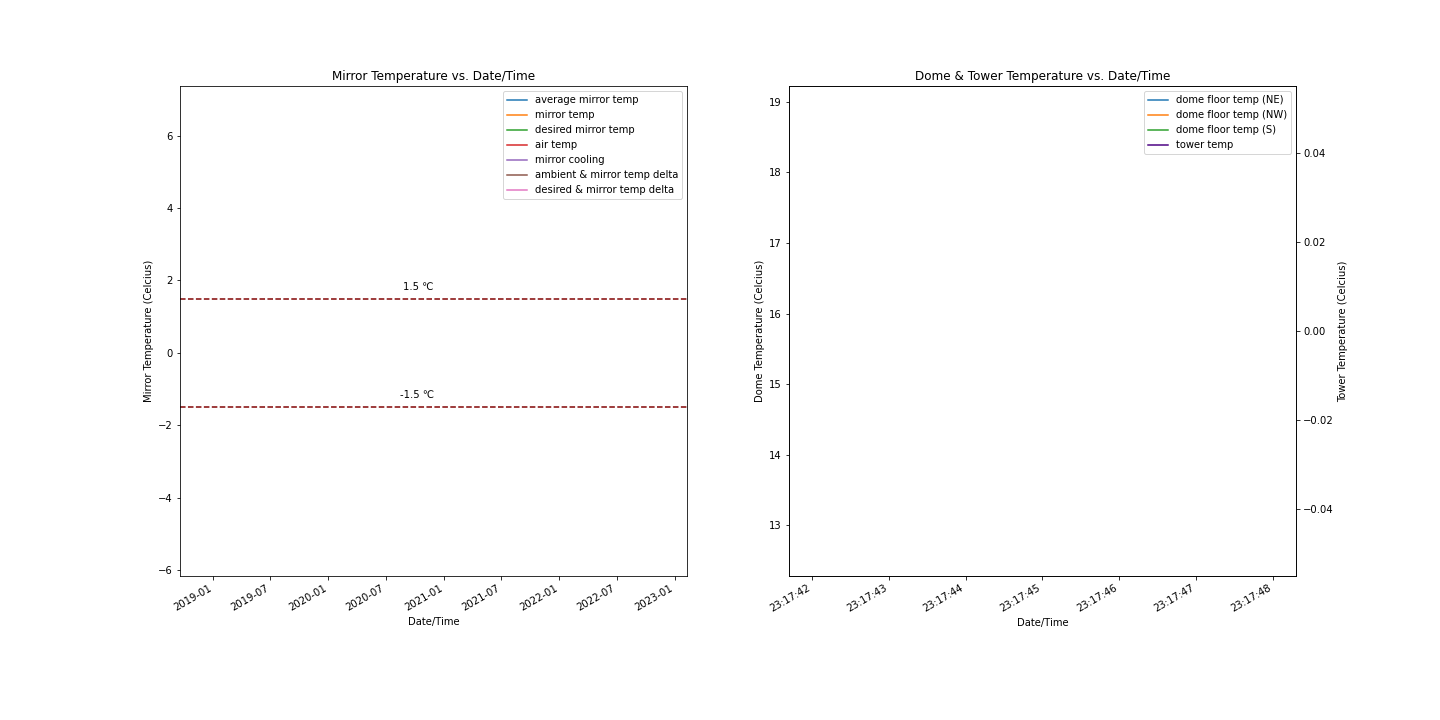 Mirror Temperature vs. Date/Time
average mirror temp
mirror temp
desired mirror temp
air temp
mirror cooling
ambient & mirror temp delta
desired & mirror temp delta
6
4
2
0
−2
−4
−6
Mirror Temperature (Celcius)
1.5 ℃
-1.5 ℃
2019-01
2019-07
2020-01
2020-07
2021-01
2021-07
2022-01
2022-07
2023-01
Date/Time
Dome & Tower Temperature vs. Date/Time
dome floor temp (NE)
dome floor temp (NW)
dome floor temp (S)
tower temp
19
18
17
16
15
14
13
Dome Temperature (Celcius)
0.04
0.02
0.00
−0.02
−0.04
Tower Temperature (Celcius)
23:17:42
23:17:43
23:17:44
23:17:45
23:17:46
23:17:47
23:17:48
Date/Time